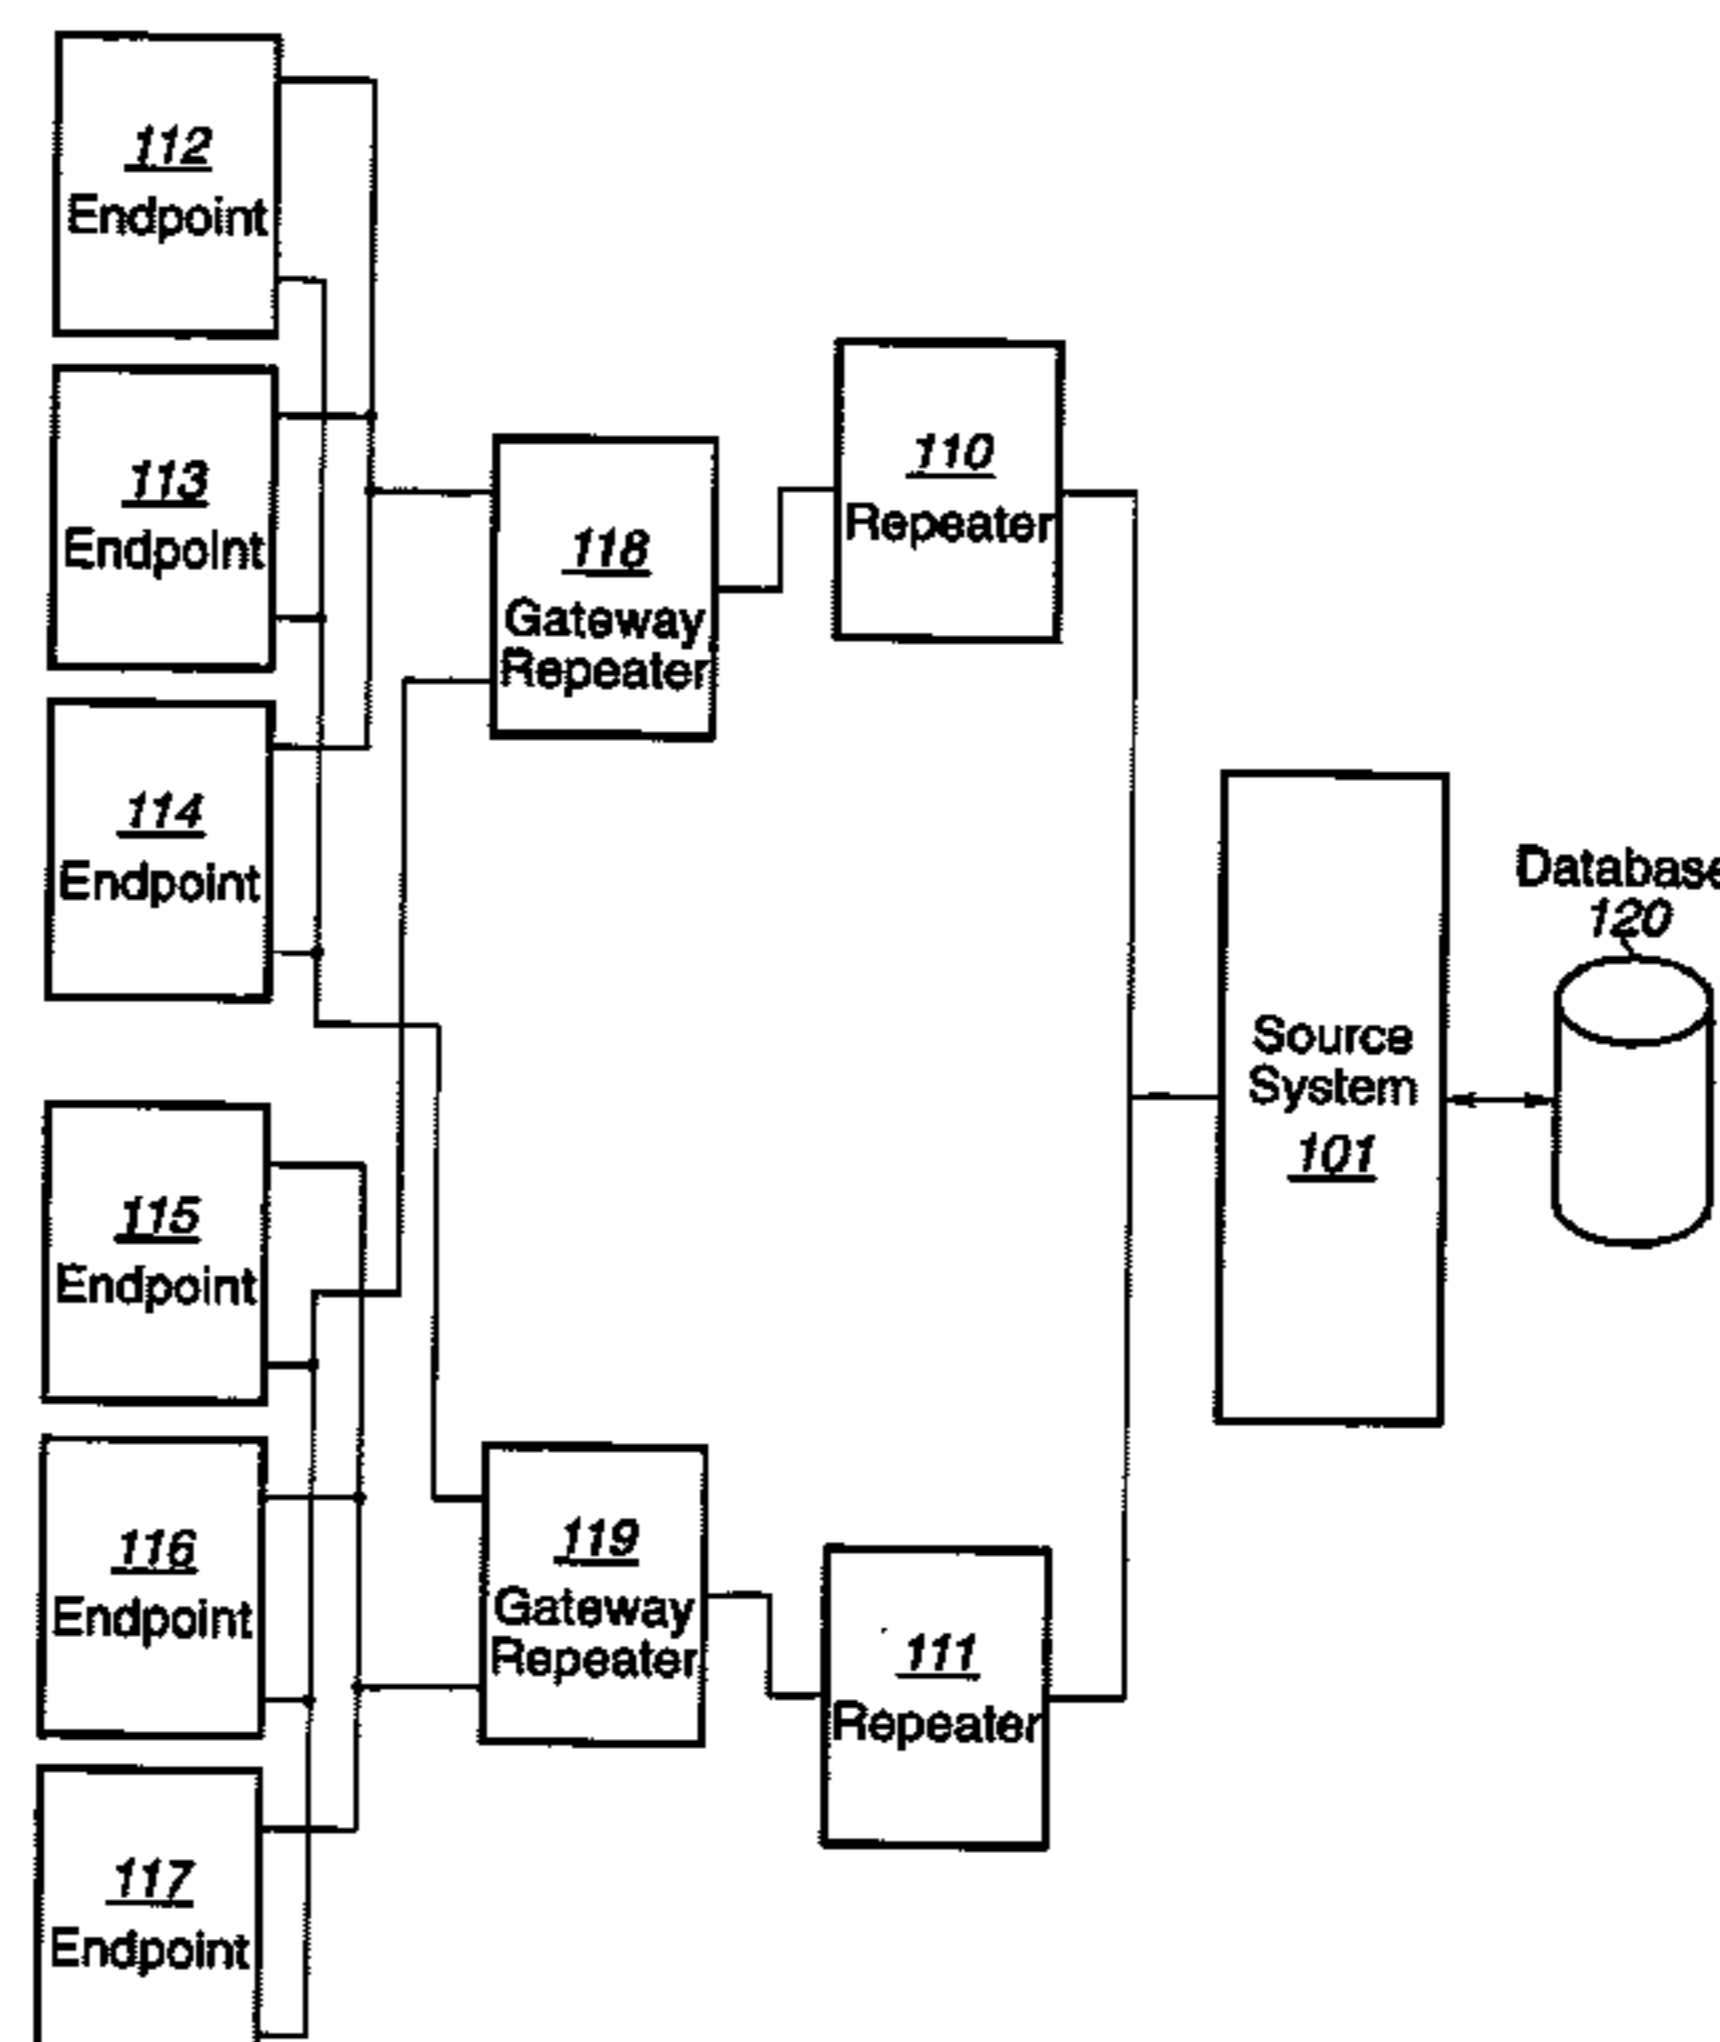 112
Endpoint
113
Endpoint
114
Endpoint
115
Endpoint
116
Endpoint
117
Endpoint
118
Gateway
Repeater
119
Gateway
Repeater
110
Repeater
111
Repeater
Source
System
101
Database
120